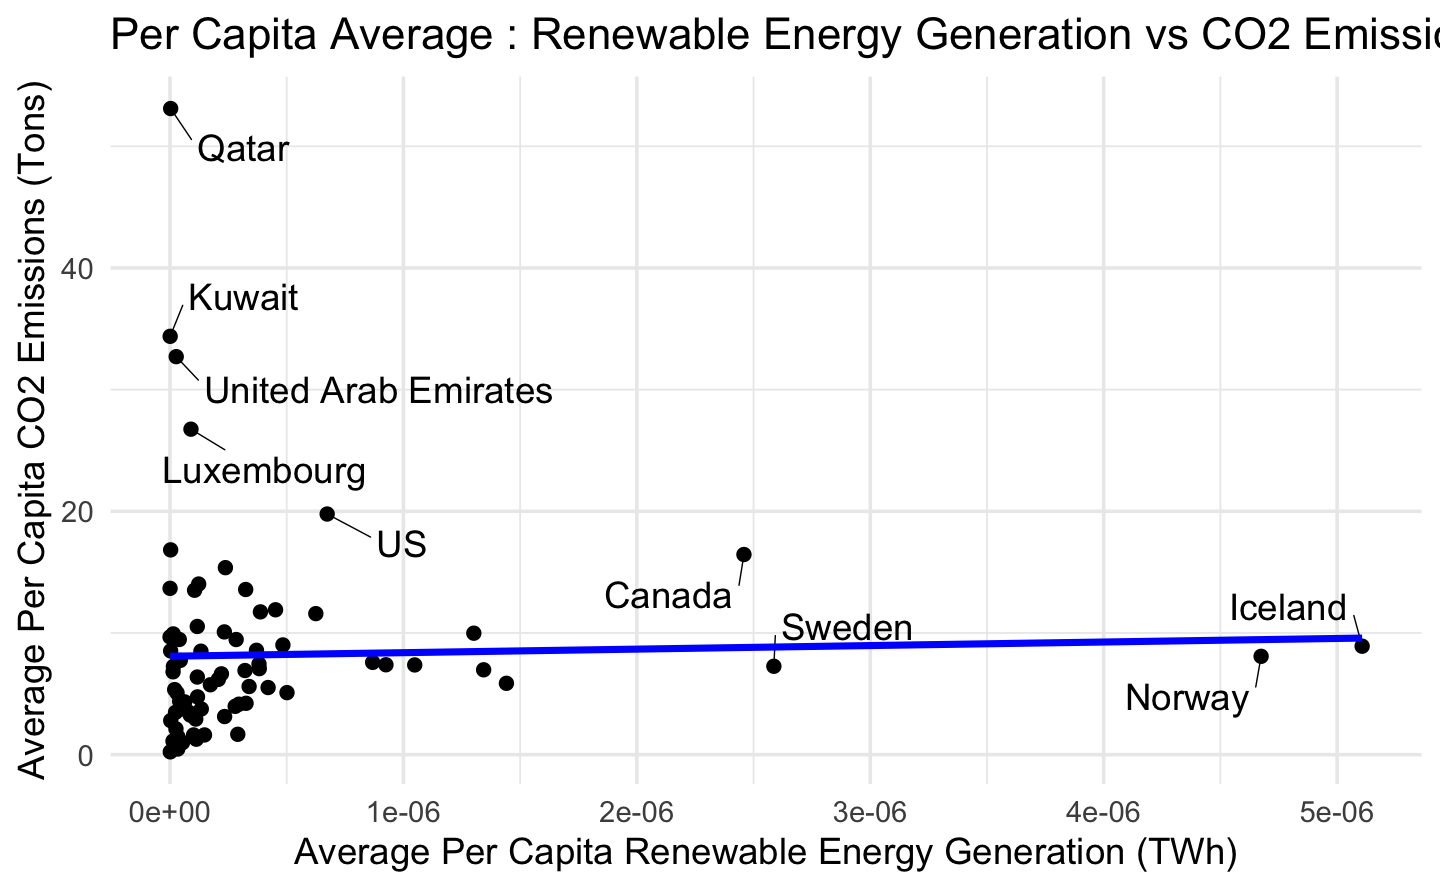 Per Capita Average : Renewable Energy Generation vs CO2 Emissi
Average Per Capita CO2 Emissions (Tons)
Qatar
40
Kuwait
United Arab Emirates
Luxembourg
20
US
Canada
Sweden
Iceland
Norway
0
0e+00 1e-06 2e-06 3e-06 4e-06 5e-06
Average Per Capita Renewable Energy Generation (TWh)